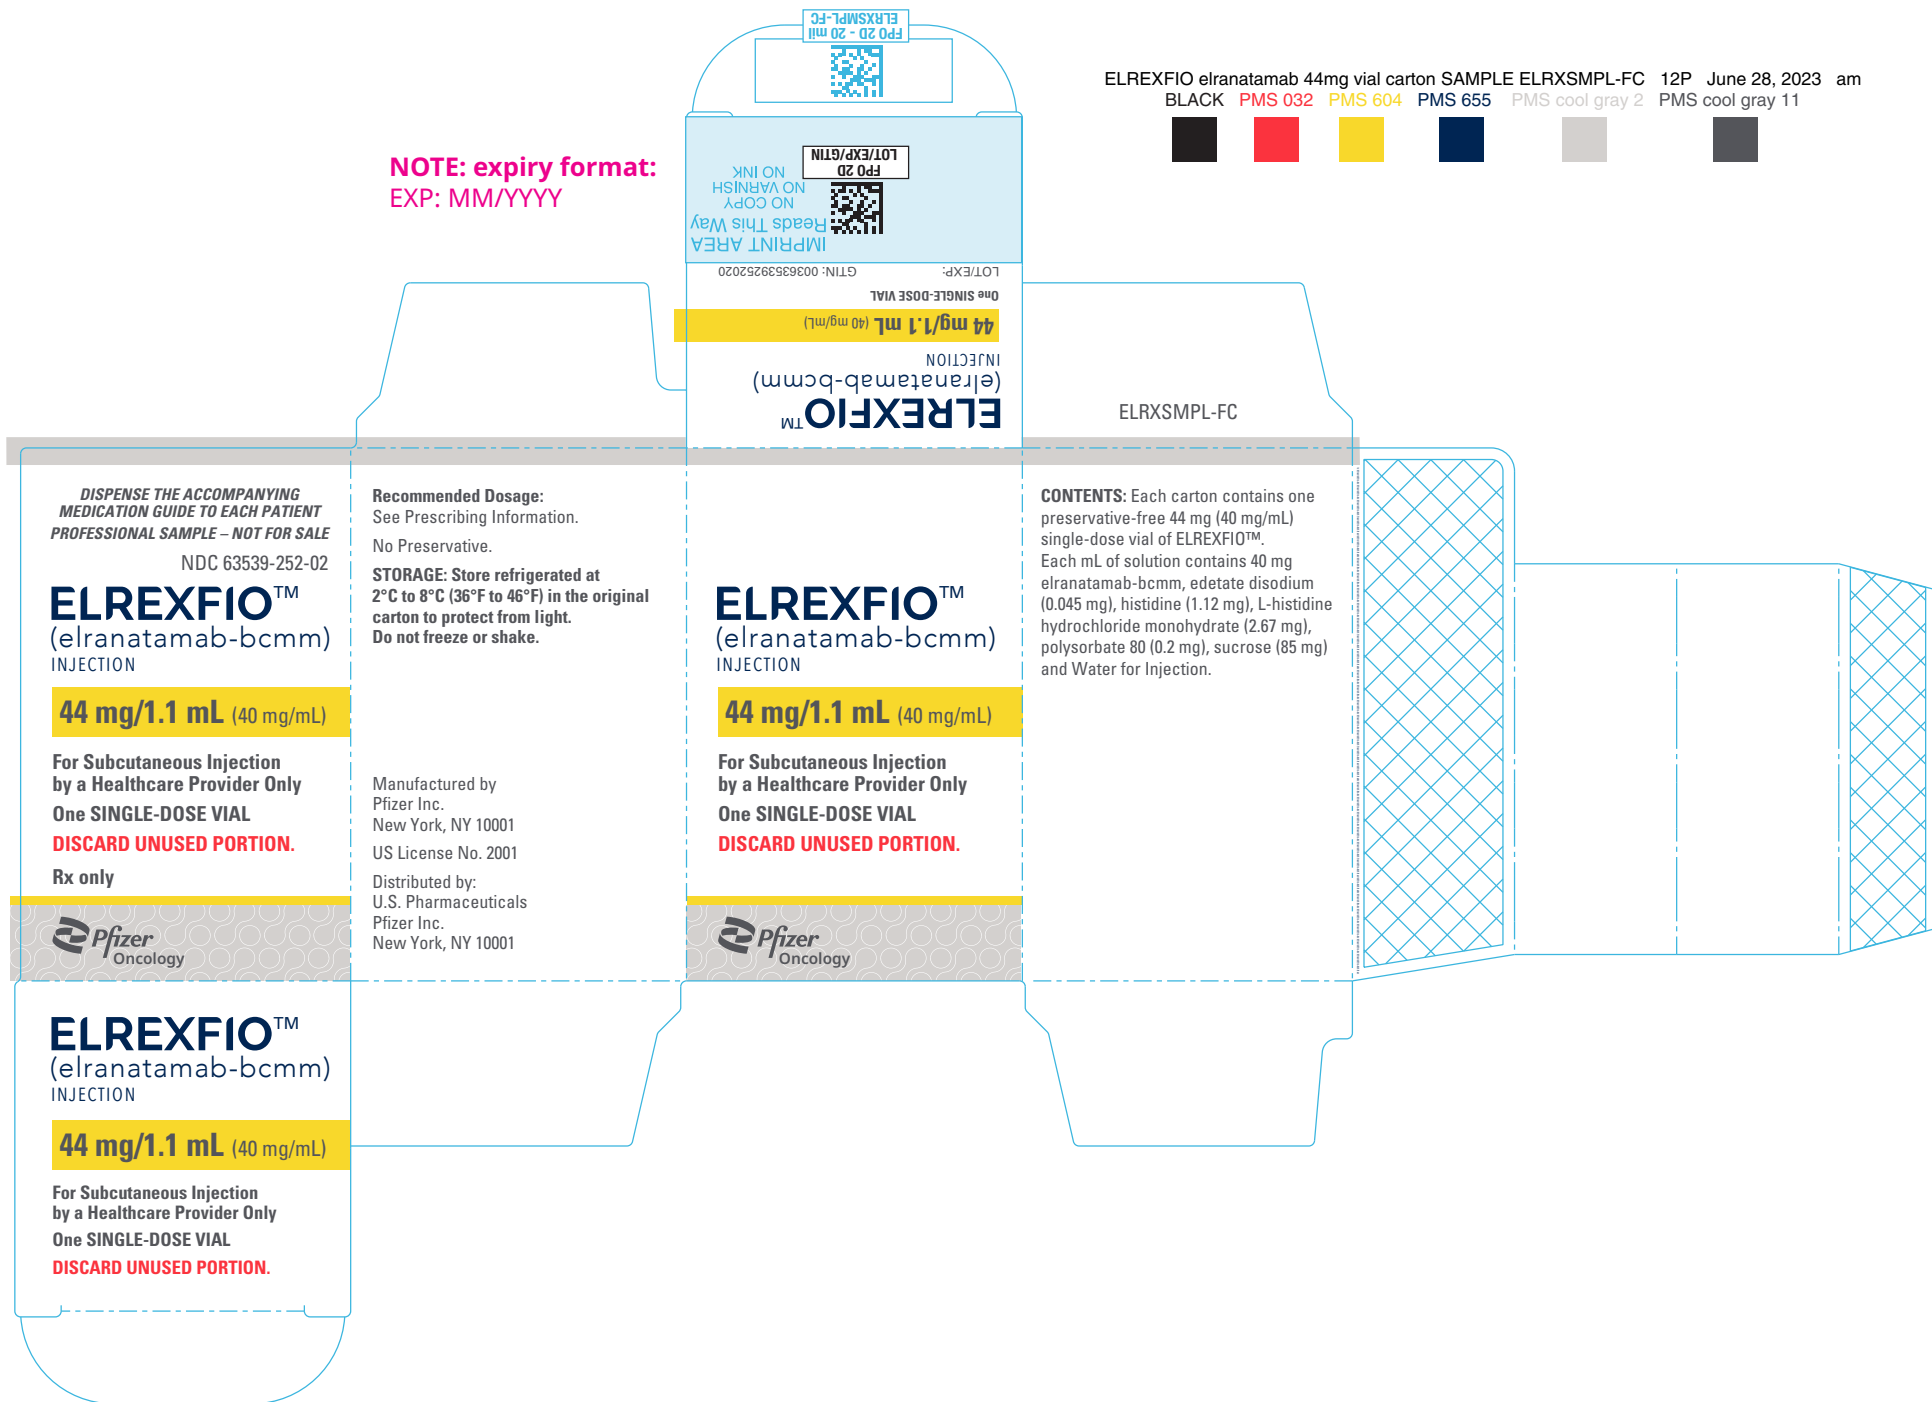 ELREXFIO elranatamab 44mg vial carton SAMPLE ELRXSMPL-FC 12P June 28, 2023 am
BLACK PMS 032 PMS 604 PMS 655 PMS cool gray 2 PMS cool gray 11
NOTE: expiry format:
EXP: MM/YYYY
FPO 2D - 20 mil
ELRXSMPL-FC
ELREXFIO™
(elranatamab-bcmm)
INJECTION
44 mg/1.1 mL (40 mg/mL)
One SINGLE-DOSE VIAL
LOT/EXP: GTIN: 00363539252020
IMPRINT AREA
Reads This Way
NO COPY
NO VARNISH
NO INK
FPO 2D
LOT/EXP/GTIN
ELRXSMPL-FC
DISPENSE THE ACCOMPANYING
MEDICATION GUIDE TO EACH PATIENT
PROFESSIONAL SAMPLE – NOT FOR SALE
NDC 63539-252-02
ELREXFIO™
(elranatamab-bcmm)
INJECTION
44 mg/1.1 mL (40 mg/mL)
For Subcutaneous Injection
by a Healthcare Provider Only
One SINGLE-DOSE VIAL
DISCARD UNUSED PORTION.
Rx only
Pfizer
Oncology
Recommended Dosage:
See Prescribing Information.
No Preservative.
STORAGE: Store refrigerated at
2°C to 8°C (36°F to 46°F) in the original
carton to protect from light.
Do not freeze or shake.
Manufactured by
Pfizer Inc.
New York, NY 10001
US License No. 2001
Distributed by:
U.S. Pharmaceuticals
Pfizer Inc.
New York, NY 10001
ELREXFIO™
(elranatamab-bcmm)
INJECTION
44 mg/1.1 mL (40 mg/mL)
For Subcutaneous Injection
by a Healthcare Provider Only
One SINGLE-DOSE VIAL
DISCARD UNUSED PORTION.
Pfizer
Oncology
CONTENTS: Each carton contains one
preservative-free 44 mg (40 mg/mL)
single-dose vial of ELREXFIO™.
Each mL of solution contains 40 mg
elranatamab-bcmm, edetate disodium
(0.045 mg), histidine (1.12 mg), L-histidine
hydrochloride monohydrate (2.67 mg),
polysorbate 80 (0.2 mg), sucrose (85 mg)
and Water for Injection.
ELREXFIO™
(elranatamab-bcmm)
INJECTION
44 mg/1.1 mL (40 mg/mL)
For Subcutaneous Injection
by a Healthcare Provider Only
One SINGLE-DOSE VIAL
DISCARD UNUSED PORTION.